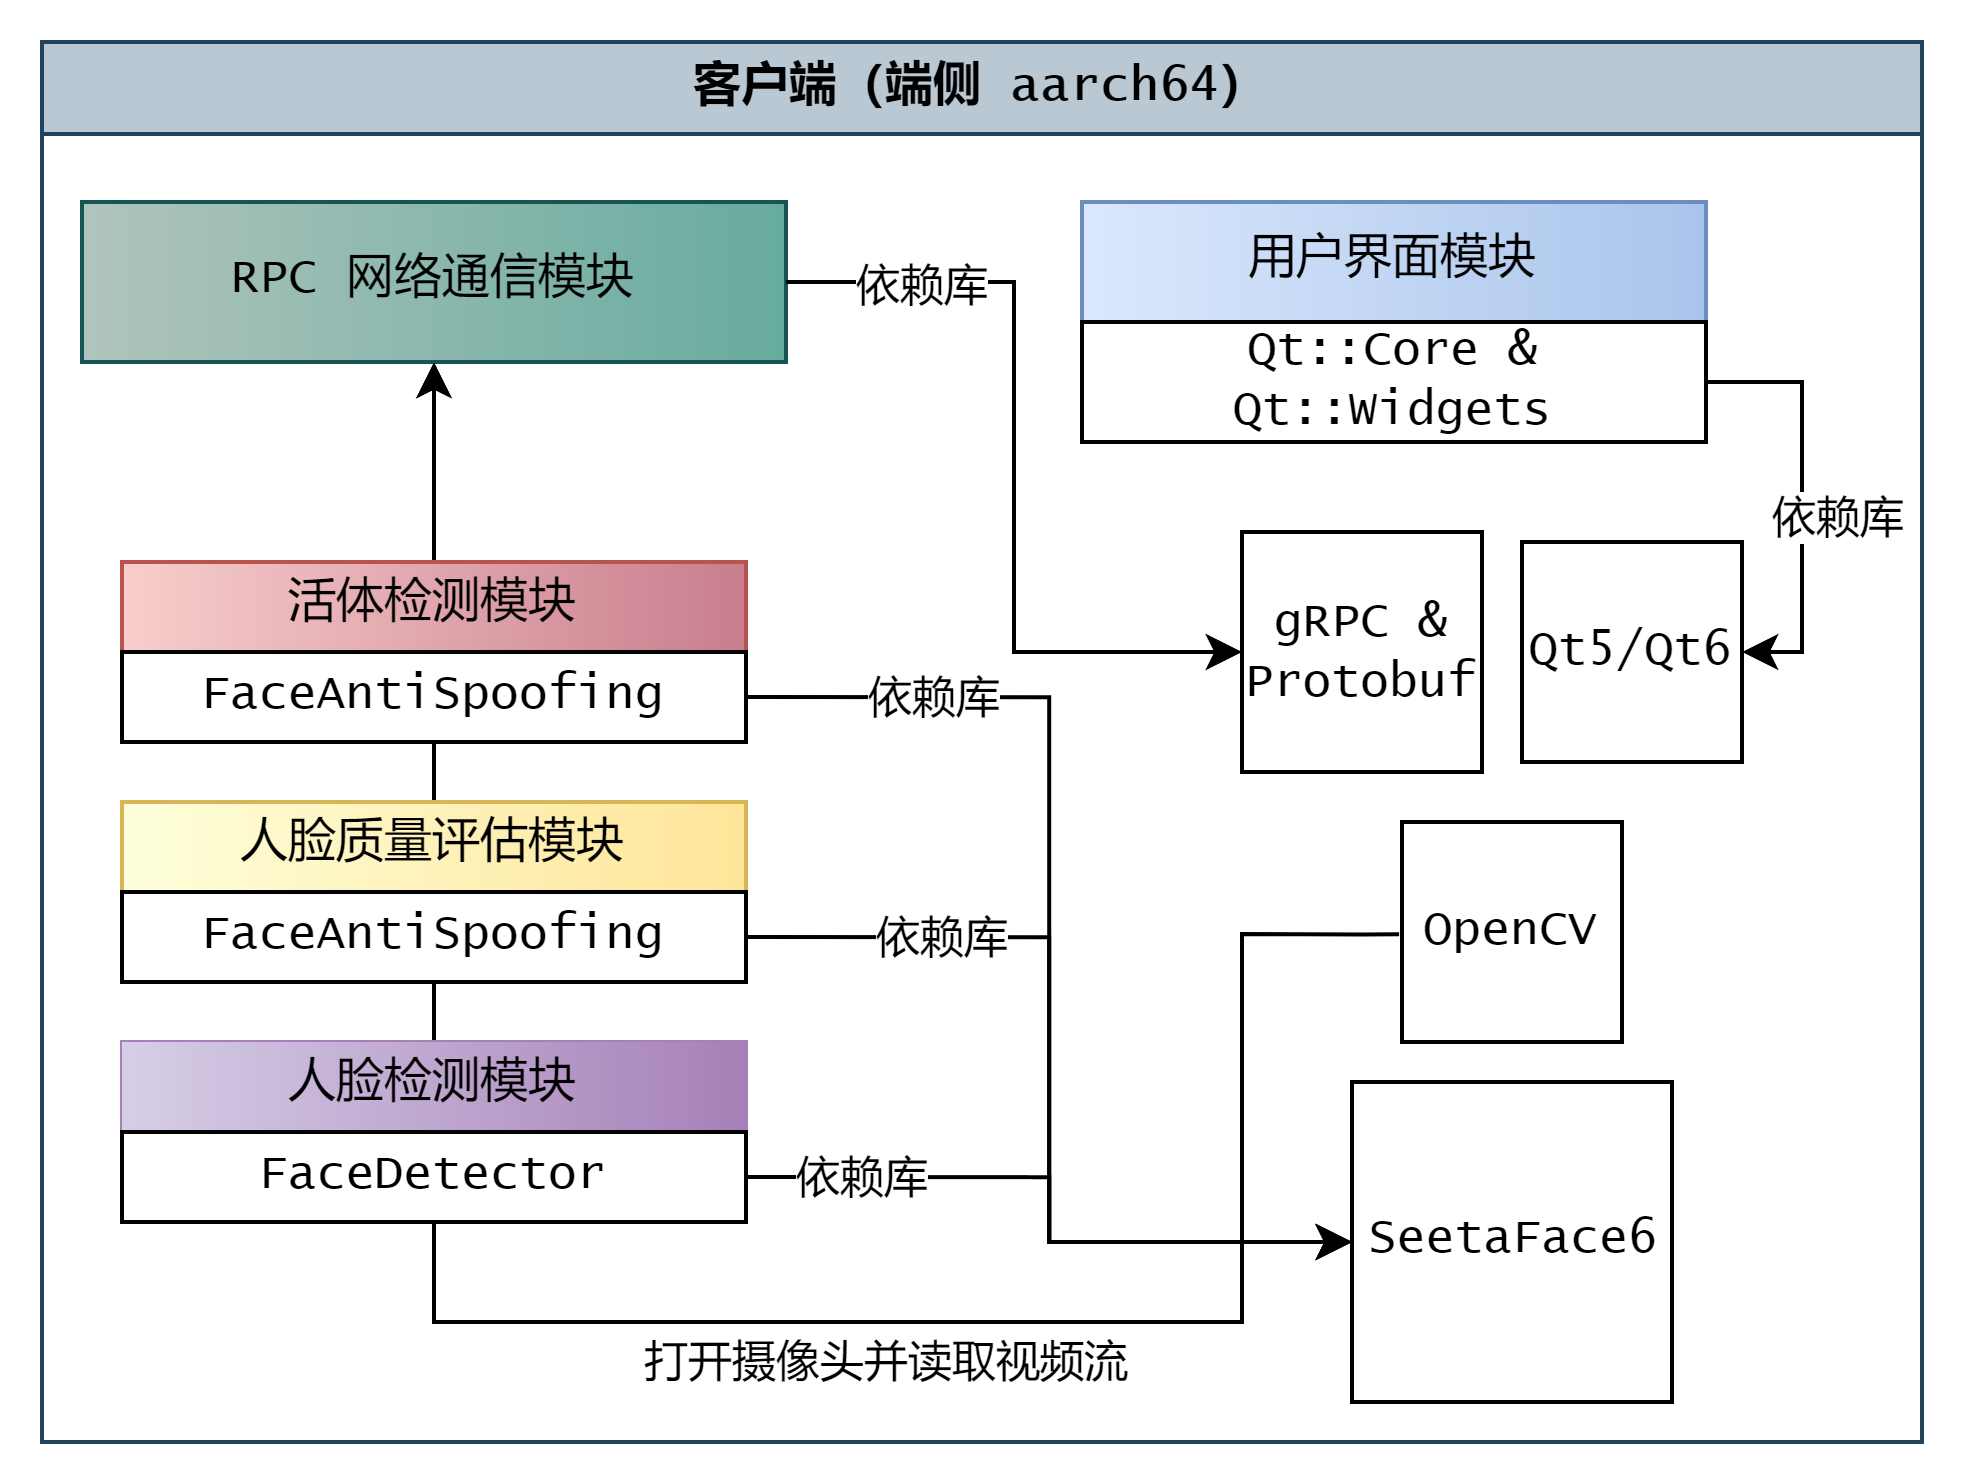 客户端（端侧 aarch64）
RPC 网络通信模块
依赖库
用户界面模块
Qt::Core &
Qt::Widgets
依赖库
gRPC &
Protobuf
Qt5/Qt6
活体检测模块
FaceAntiSpoofing
依赖库
人脸质量评估模块
FaceAntiSpoofing
依赖库
OpenCV
人脸检测模块
FaceDetector
依赖库
SeetaFace6
打开摄像头并读取视频流